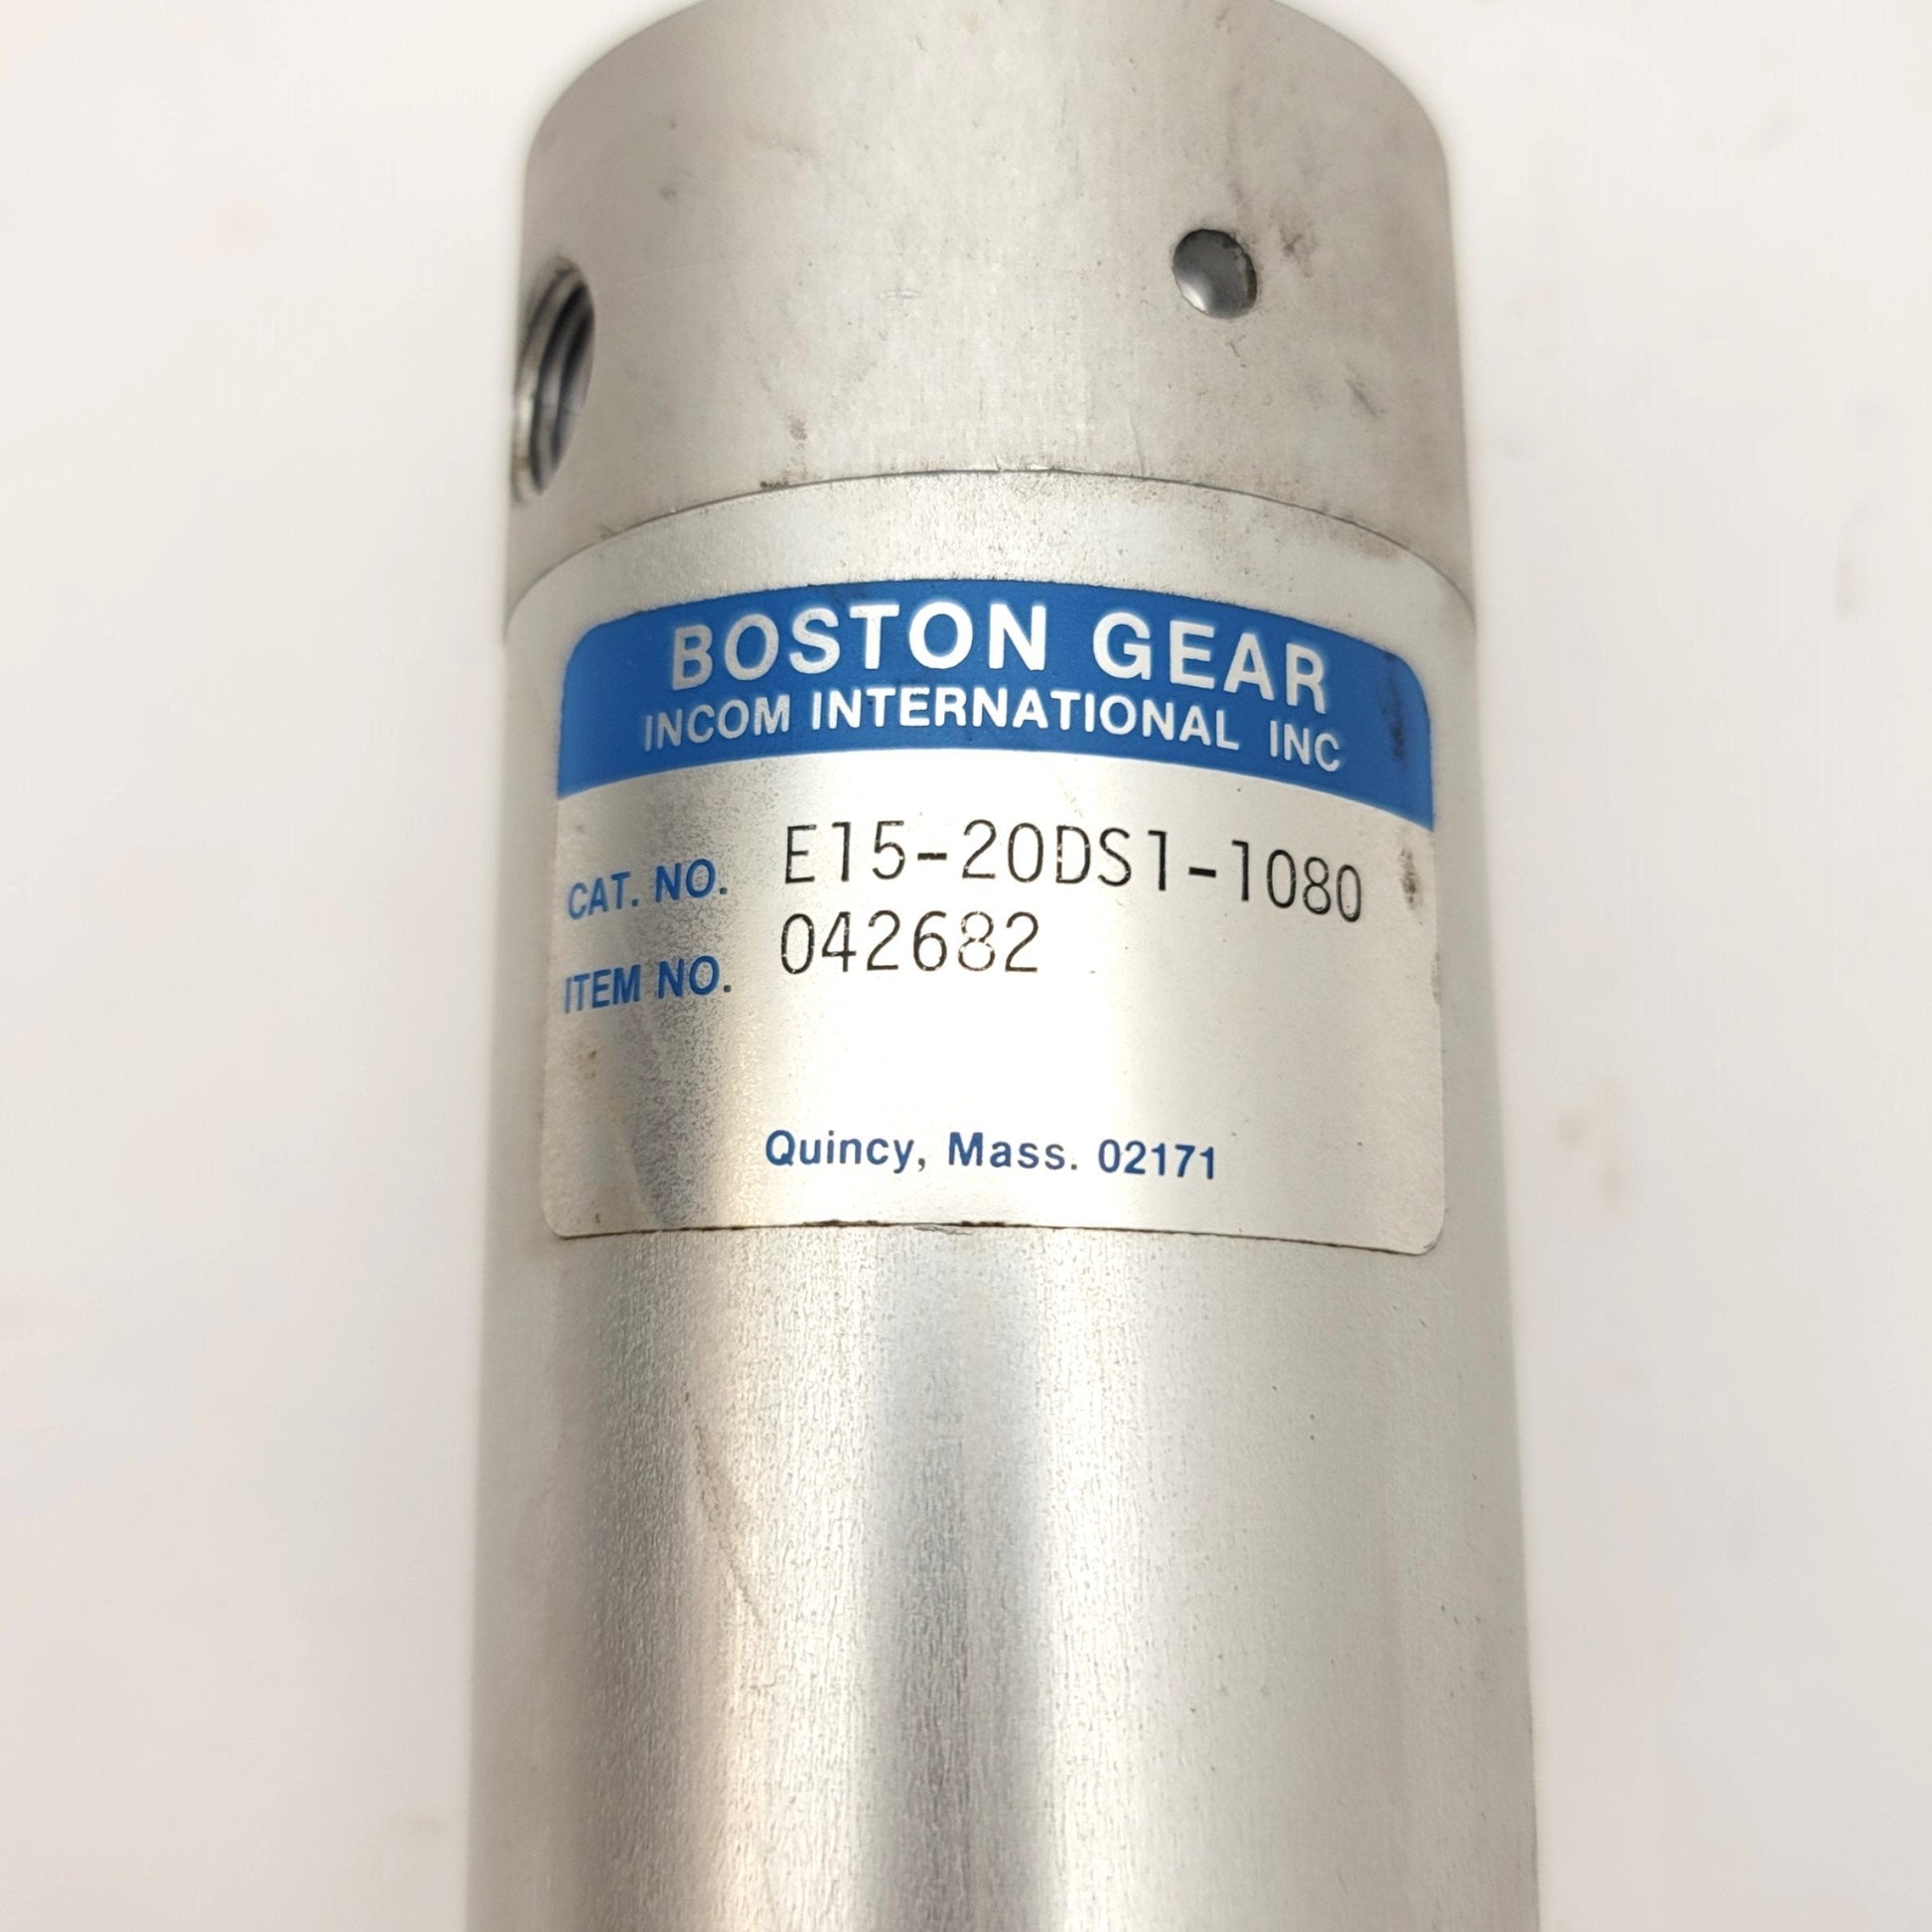 BOSTON GEAR
INCOM INTERNATIONAL INC
CAT. NO. E15-20DS1-1080
ITEM NO. 042682
Quincy, Mass. 02171